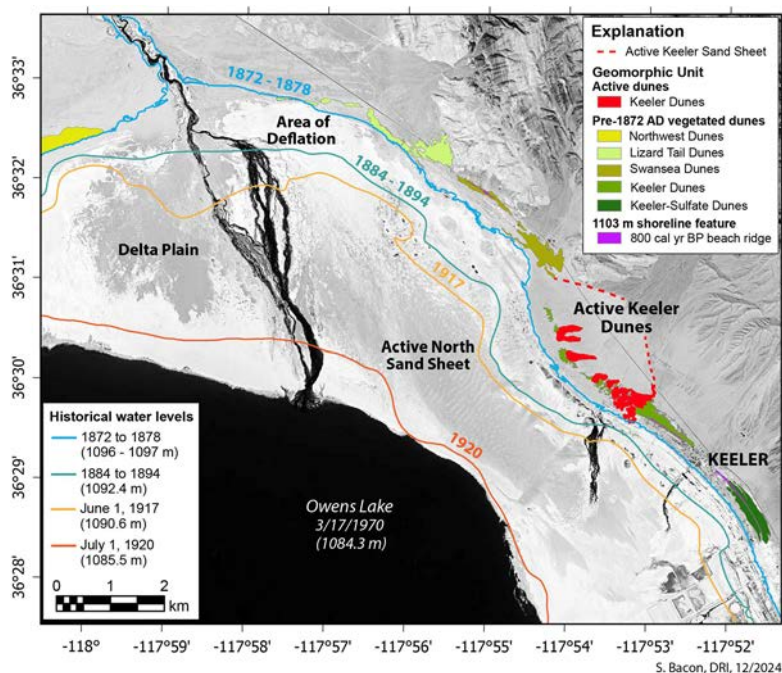 Explanation
Active Keeler Sand Sheet
Geomorphic Unit
Active dunes
Keeler Dunes
Pre-1872 AD vegetated dunes
Northwest Dunes
Lizard Tail Dunes
Swansea Dunes
Keeler Dunes
Keeler-Sulfate Dunes
1103 m shoreline feature
800 cal yr BP beach ridge
36°33'
36°32'
36°31'
36°30'
36°29'
36°28'
1872 - 1878
Area of
Deflation
1884 - 1894
Delta Plain
1917
Active Keeler
Dunes
Active North
Sand Sheet
1920
KEELER
Owens Lake
3/17/1970
(1084.3 m)
Historical water levels
1872 to 1878
(1096 - 1097 m)
1884 to 1894
(1092.4 m)
June 1, 1917
(1090.6 m)
July 1, 1920
(1085.5 m)
0 1 2
km
-118° -117°59' -117°58' -117°57' -117°56' -117°55' -117°54' -117°53' -117°52'
S. Bacon, DRI, 12/2024